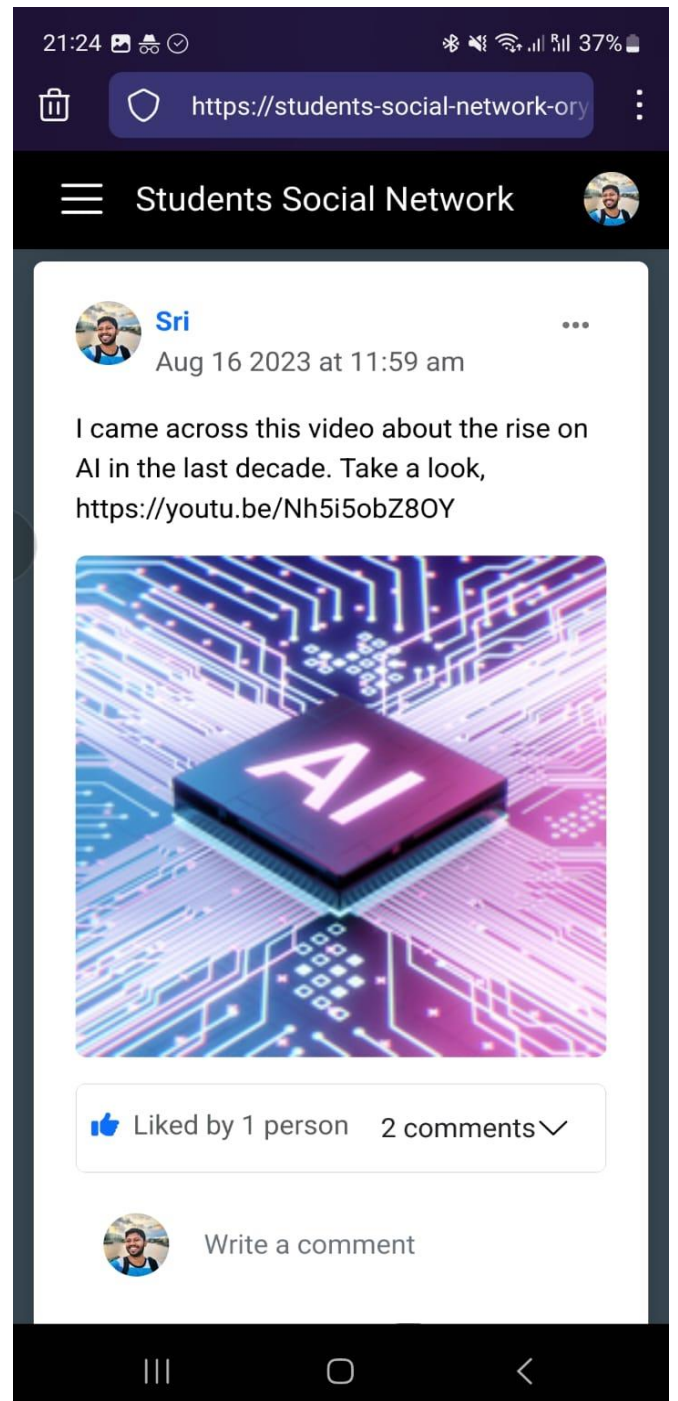 21:24 37%
https://students-social-network-ory
Students Social Network
Sri
Aug 16 2023 at 11:59 am
I came across this video about the rise on
AI in the last decade. Take a look,
https://youtu.be/Nh5i5obZ8OY
AI
Liked by 1 person 2 comments
Write a comment